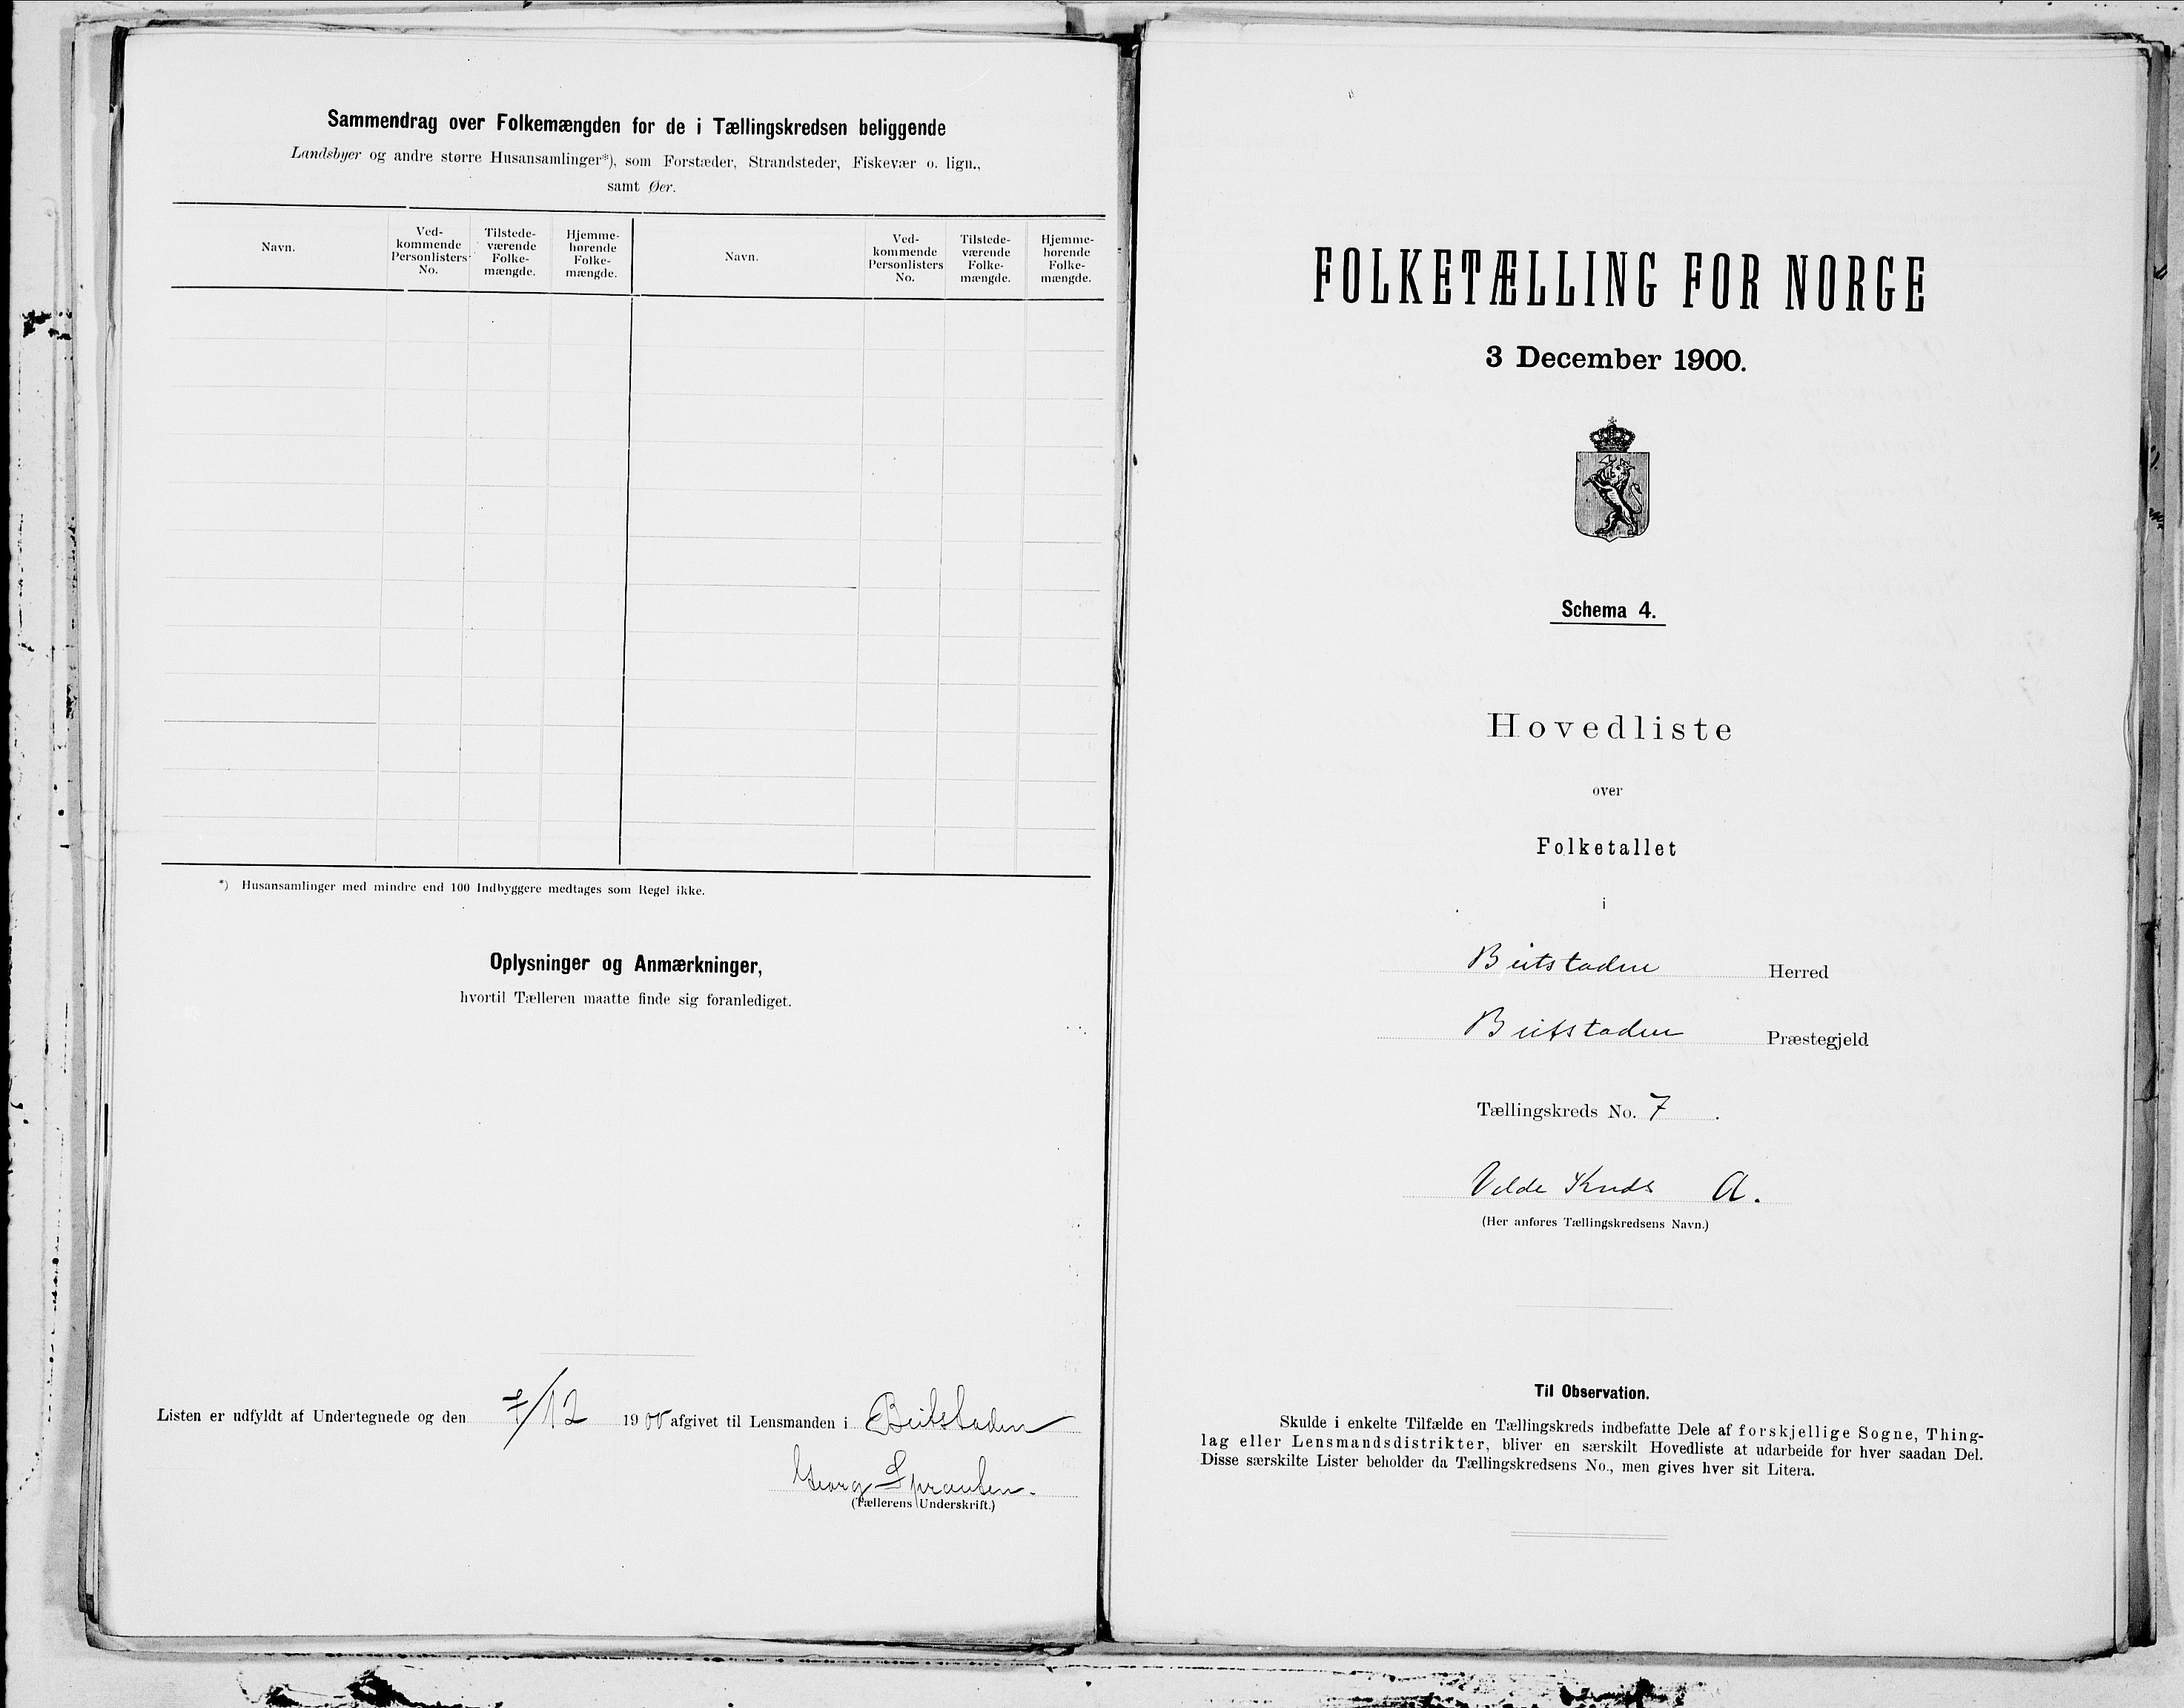 Sammendrag over Folkemængden for de i Tællingskredsen beliggende
Landsbyer og andre større Husansamlinger*), som Forstæder, Strandsteder, Fiskevær o. lign.,
samt Øer.
Navn.
Ved-
kommende
Personlisters
No.
Tilstede-
værende
Folke-
mængde.
Hjemme-
hørende
Folke-
mængde.
Navn.
Ved-
kommende
Personlisters
No.
Tilstede-
værende
Folke-
mængde.
Hjemme-
hørende
Folke-
mængde.
*) Husansamlinger med mindre end 100 Indbyggere medtages som Regel ikke.
Oplysninger og Anmærkninger,
hvortil Tælleren maatte finde sig foranlediget.
Listen er udfyldt af Undertegnede og den 7/12 1900 afgivet til Lensmanden i Beitstaden
Georg
(Tællerens Underskrift.)
FOLKETÆLLING FOR NORGE
3 December 1900.
Schema 4.
Hovedliste
over
Folketallet
i
Beitstaden Herred
Beitstaden Præstegjeld
Tællingskreds No. 7.
Velde Kreds A.
(Her anføres Tællingskredsens Navn.)
Til Observation.
Skulde i enkelte Tilfælde en Tællingskreds indbefatte Dele af forskjellige Sogne, Thing-
lag eller Lensmandsdistrikter, bliver en særskilt Hovedliste at udarbeide for hver saadan Del.
Disse særskilte Lister beholder da Tællingskredsens No., men gives hver sit Litera.